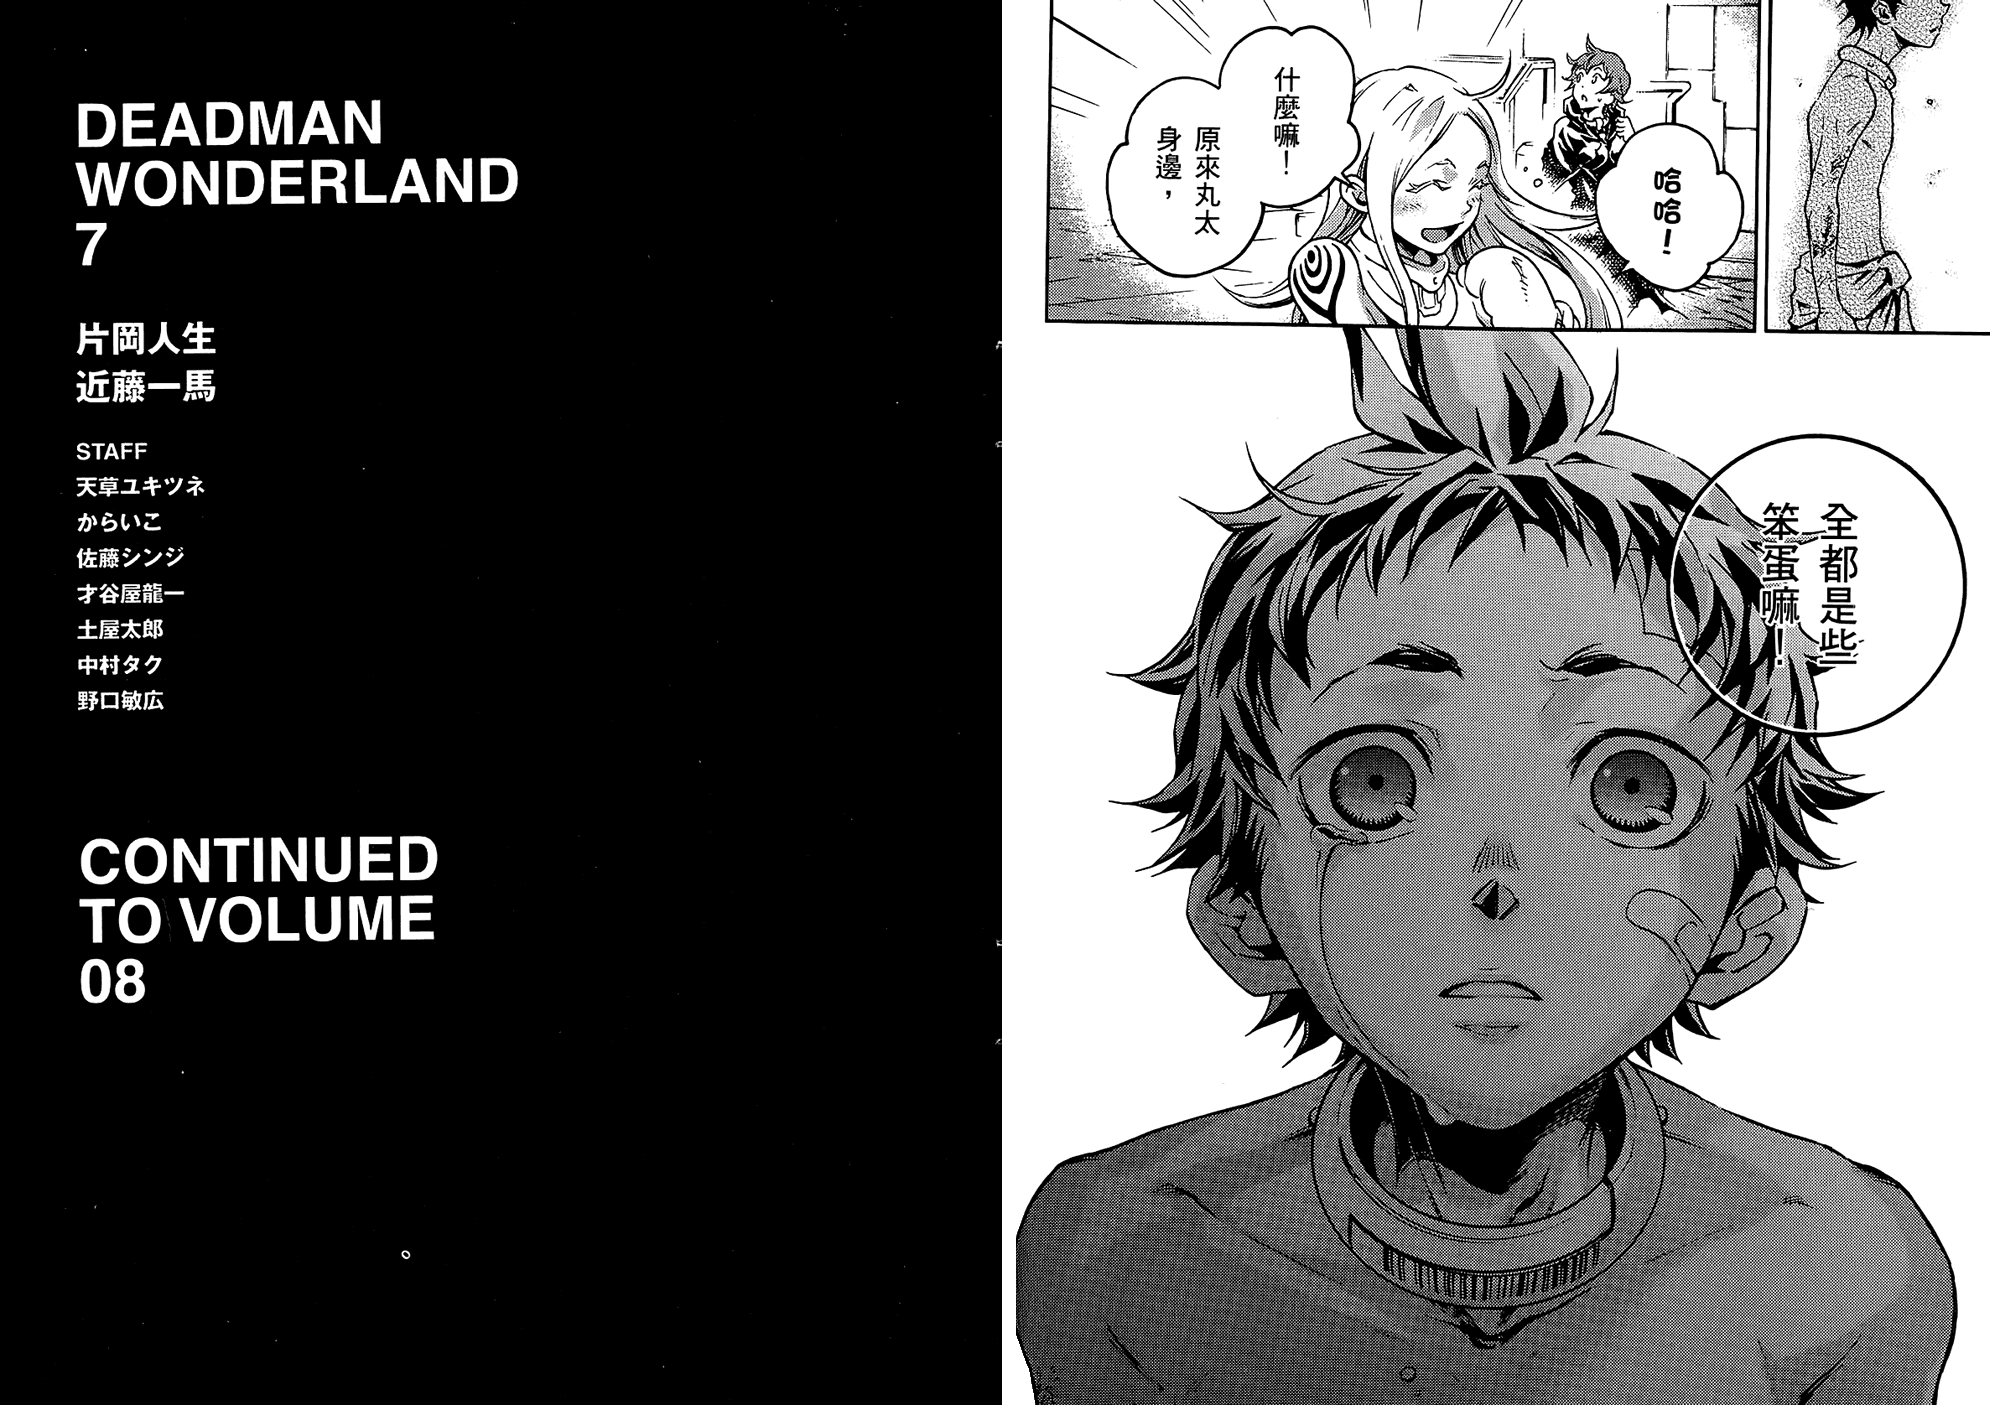 哈
哈！
什麼嘛！
原來丸太
身邊，
全都是些
笨蛋嘛！
DEADMAN
WONDERLAND
7
片岡人生
近藤一馬
STAFF
天草ユキツネ
からいこ
佐藤シンジ
才谷屋龍一
土屋太郎
中村タク
野口敏広
CONTINUED
TO VOLUME
08